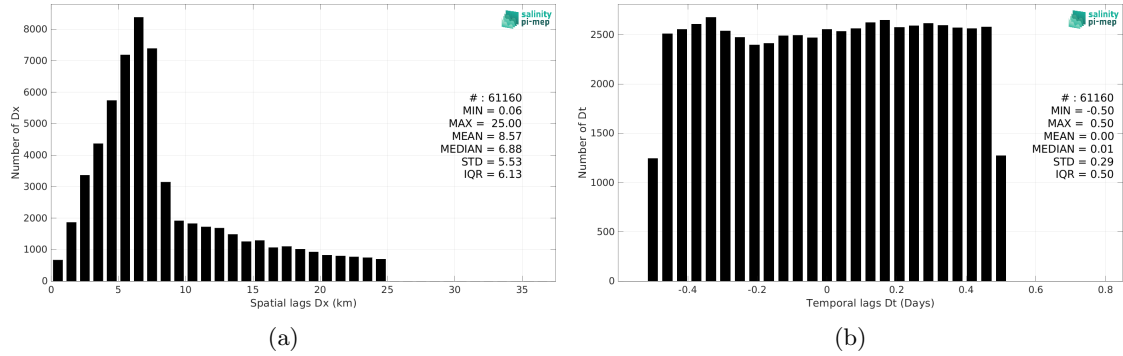 8000
7000
6000
5000
4000
3000
2000
1000
0
Number of Dx
0 5 10 15 20 25 30 35
Spatial lags Dx (km)
salinity
pi-mep
# : 61160
MIN = 0.06
MAX = 25.00
MEAN = 8.57
MEDIAN = 6.88
STD = 5.53
IQR = 6.13
(a)
2500
2000
1500
1000
500
0
Number of Dt
-0.4 -0.2 0 0.2 0.4 0.6 0.8
Temporal lags Dt (Days)
salinity
pi-mep
# : 61160
MIN = -0.50
MAX = 0.50
MEAN = 0.00
MEDIAN = 0.01
STD = 0.29
IQR = 0.50
(b)